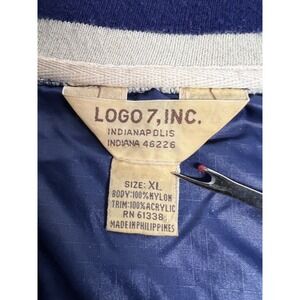 LOGO 7, INC.
INDIANAPOLIS
INDIANA 46226
SIZE: XL
BODY: 100% NYLON
TRIM: 100% ACRYLIC
RN 61338
MADE IN PHILIPPINES